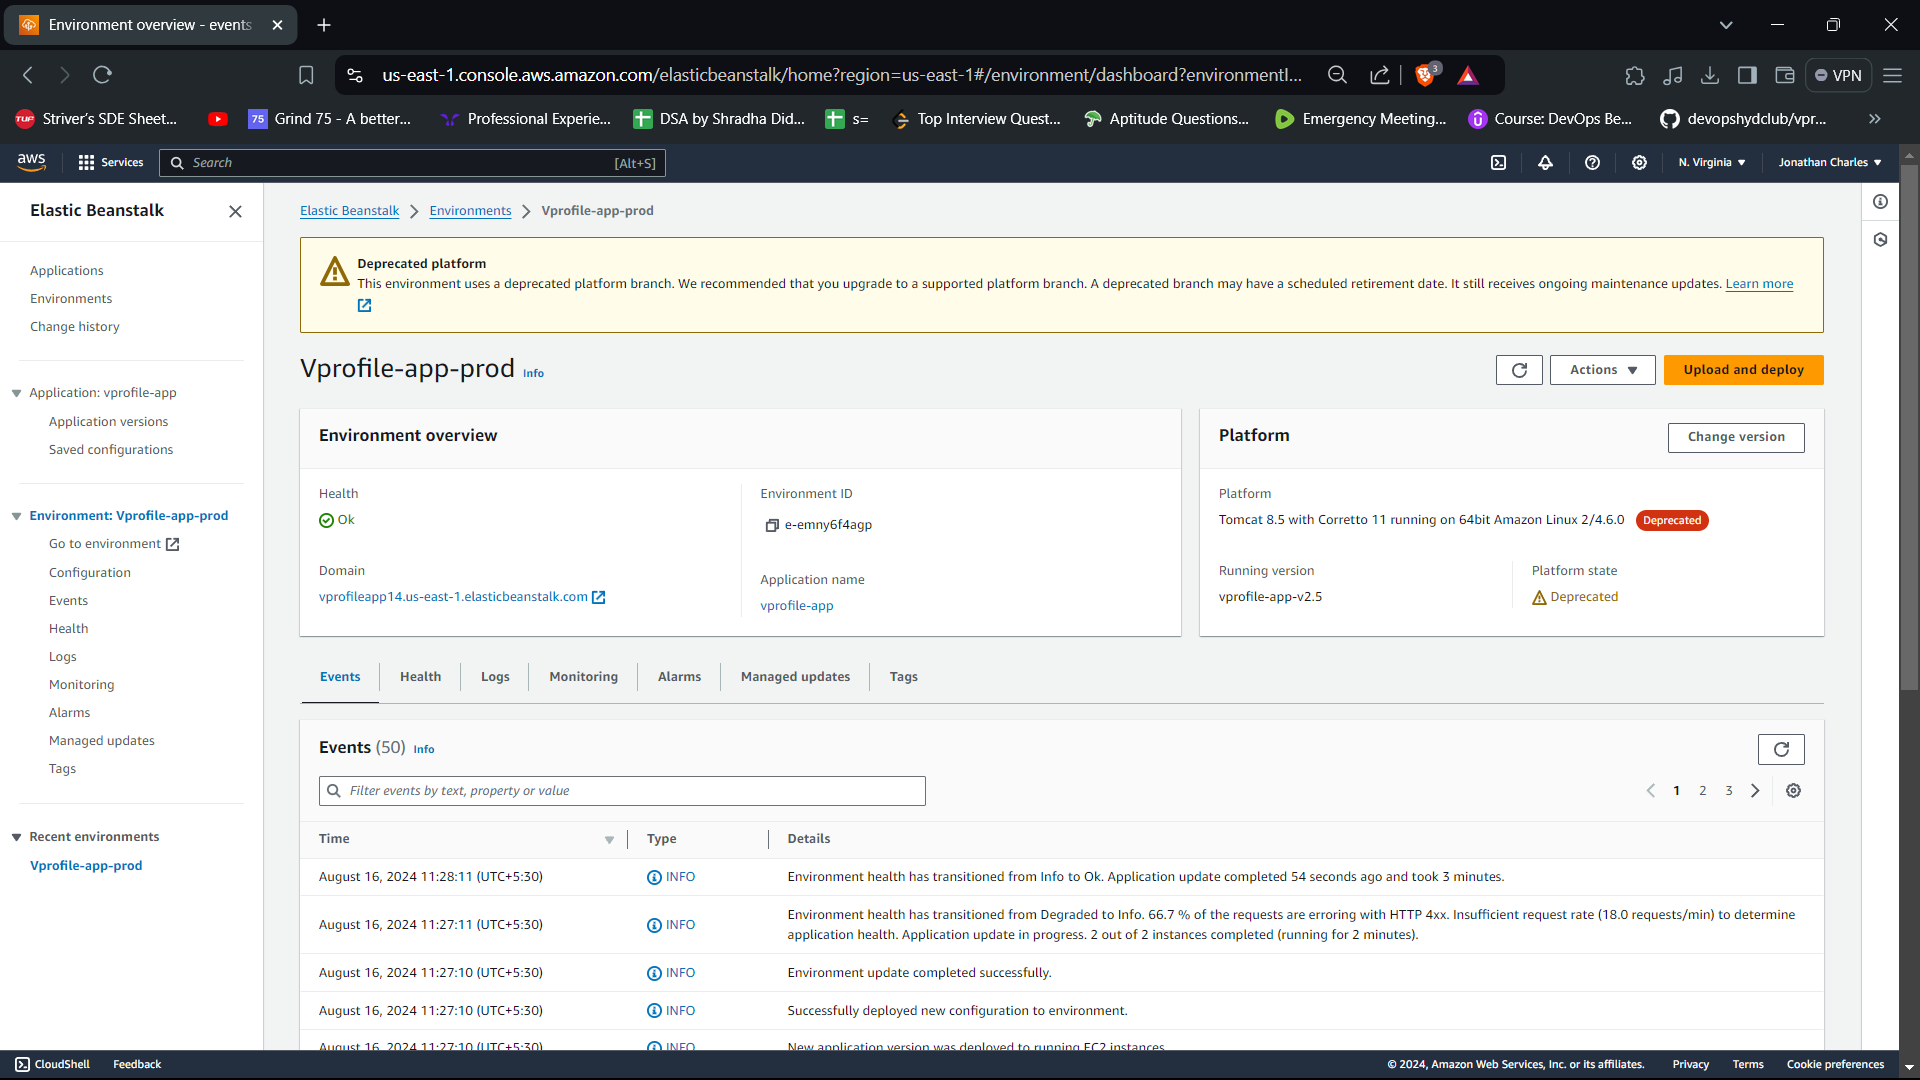 Environment overview - events
us-east-1.console.aws.amazon.com/elasticbeanstalk/home?region=us-east-1#/environment/dashboard?environmentI...
3
VPN
TUF Striver's SDE Sheet...
75 Grind 75 - A better...
Professional Experie...
DSA by Shradha Did...
s=
Top Interview Quest...
Aptitude Questions...
Emergency Meeting...
Course: DevOps Be...
devopshydclub/vpr...
aws
Services
Search
[Alt+S]
N. Virginia
Jonathan Charles
Elastic Beanstalk
Applications
Environments
Change history
Application: vprofile-app
Application versions
Saved configurations
Environment: Vprofile-app-prod
Go to environment
Configuration
Events
Health
Logs
Monitoring
Alarms
Managed updates
Tags
Recent environments
Vprofile-app-prod
Elastic Beanstalk
Environments
Vprofile-app-prod
Deprecated platform
This environment uses a deprecated platform branch. We recommended that you upgrade to a supported platform branch. A deprecated branch may have a scheduled retirement date. It still receives ongoing maintenance updates. Learn more
Vprofile-app-prod Info
Actions
Upload and deploy
Environment overview
Health
Ok
Domain
vprofileapp14.us-east-1.elasticbeanstalk.com
Environment ID
e-emny6f4agp
Application name
vprofile-app
Platform
Change version
Platform
Tomcat 8.5 with Corretto 11 running on 64bit Amazon Linux 2/4.6.0 Deprecated
Running version
vprofile-app-v2.5
Platform state
Deprecated
Events
Health
Logs
Monitoring
Alarms
Managed updates
Tags
Events (50) Info
Filter events by text, property or value
1 2 3
Time Type Details
August 16, 2024 11:28:11 (UTC+5:30) INFO Environment health has transitioned from Info to Ok. Application update completed 54 seconds ago and took 3 minutes.
August 16, 2024 11:27:11 (UTC+5:30) INFO Environment health has transitioned from Degraded to Info. 66.7 % of the requests are erroring with HTTP 4xx. Insufficient request rate (18.0 requests/min) to determine
application health. Application update in progress. 2 out of 2 instances completed (running for 2 minutes).
August 16, 2024 11:27:10 (UTC+5:30) INFO Environment update completed successfully.
August 16, 2024 11:27:10 (UTC+5:30) INFO Successfully deployed new configuration to environment.
August 16, 2024 11:27:10 (UTC+5:30) INFO New application version was deployed to running EC2 instances
CloudShell
Feedback
© 2024, Amazon Web Services, Inc. or its affiliates.
Privacy
Terms
Cookie preferences